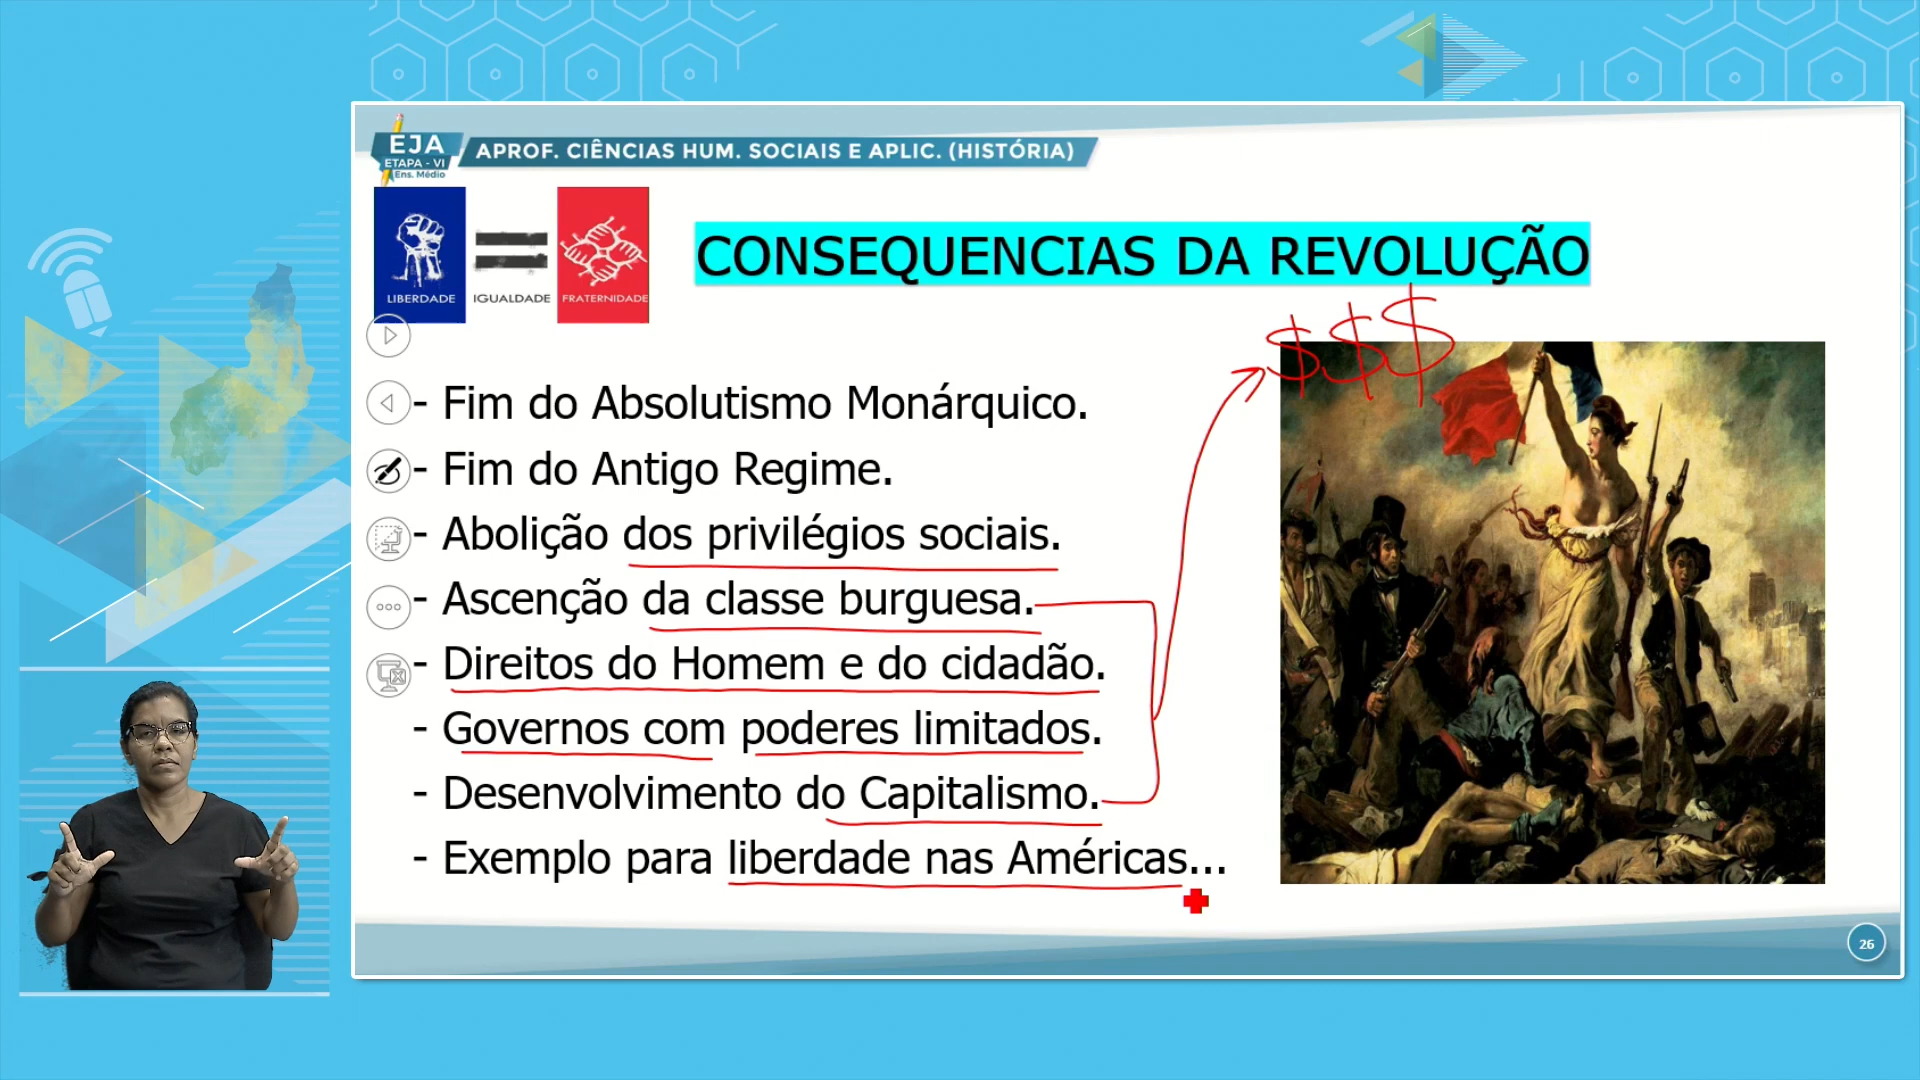 EJA
ETAPA - VI
Ens. Médio
APROF. CIÊNCIAS HUM. SOCIAIS E APLIC. (HISTÓRIA)
LIBERDADE
IGUALDADE
FRATERNIDADE
CONSEQUENCIAS DA REVOLUÇÃO
$$$
- Fim do Absolutismo Monárquico.
- Fim do Antigo Regime.
- Abolição dos privilégios sociais.
- Ascenção da classe burguesa.
- Direitos do Homem e do cidadão.
- Governos com poderes limitados.
- Desenvolvimento do Capitalismo.
- Exemplo para liberdade nas Américas...
26